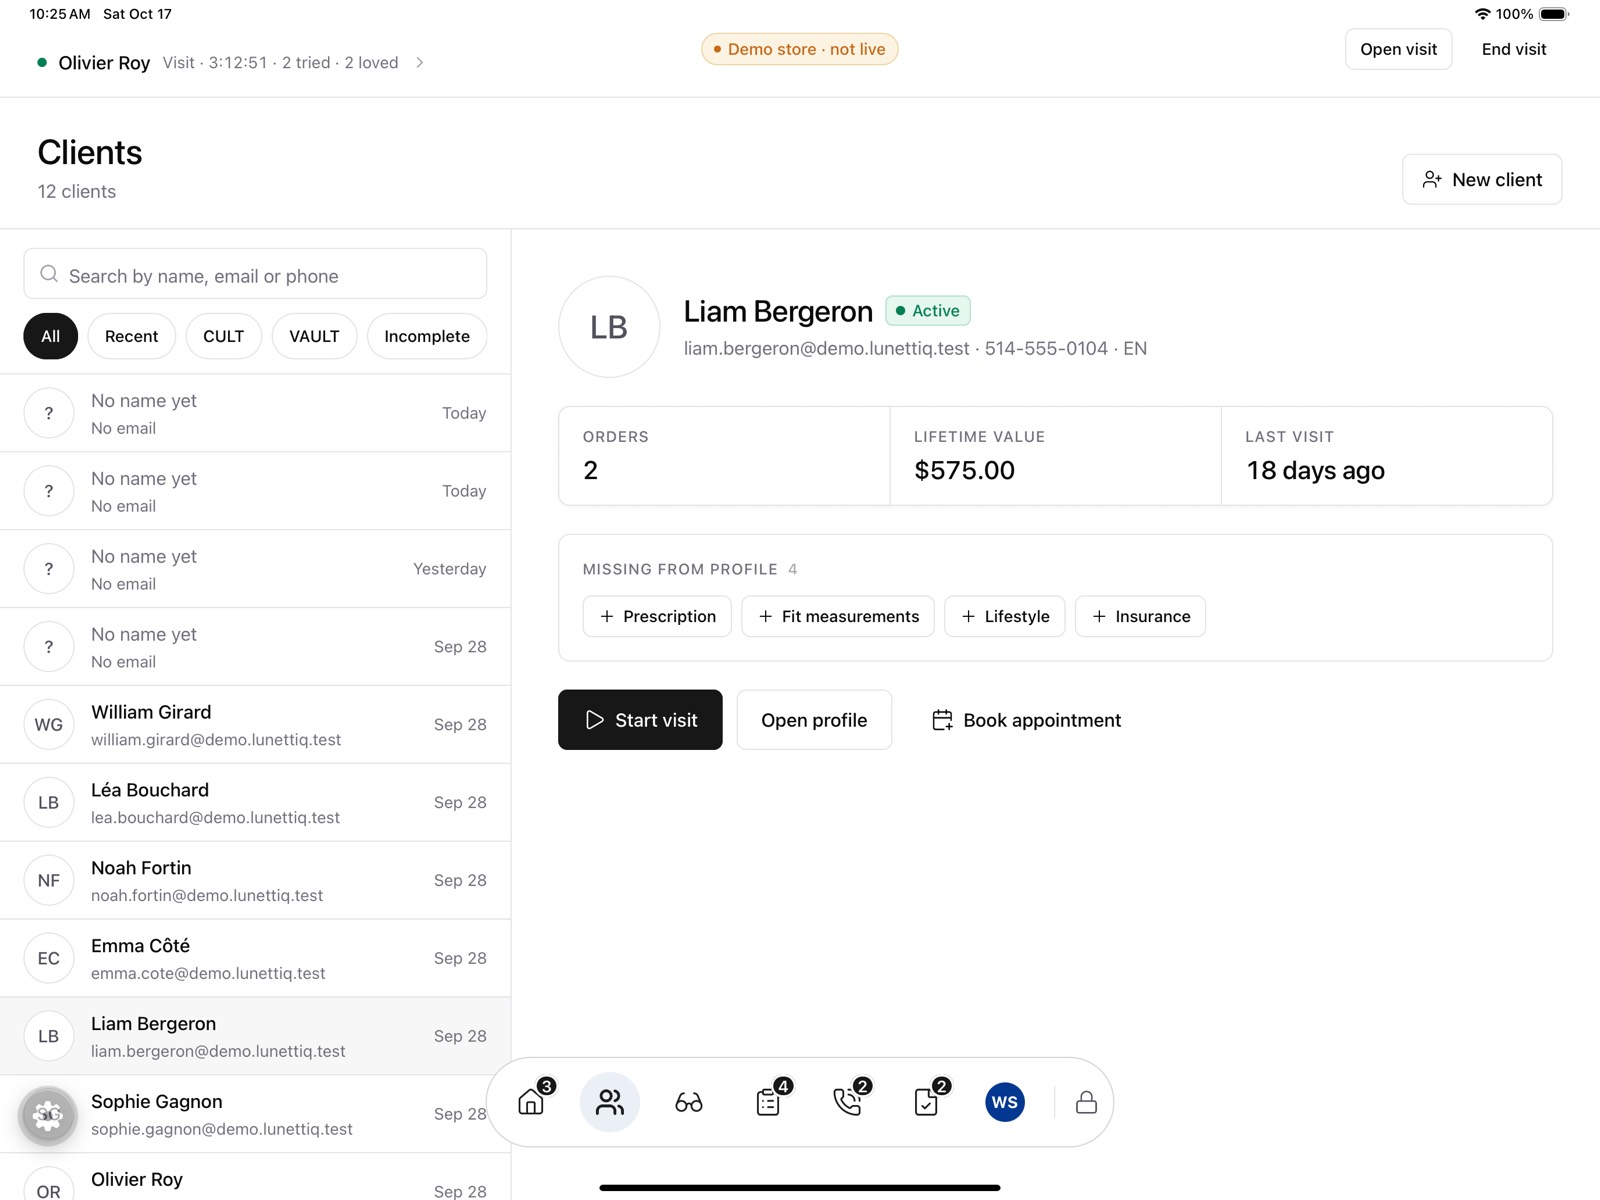 10:25 AM Sat Oct 17
100%
Olivier Roy Visit · 3:12:51 · 2 tried · 2 loved
Demo store · not live
Open visit
End visit
Clients
12 clients
New client
Search by name, email or phone
All
Recent
CULT
VAULT
Incomplete
?
No name yet
No email
Today
?
No name yet
No email
Today
?
No name yet
No email
Yesterday
?
No name yet
No email
Sep 28
WG
William Girard
william.girard@demo.lunettiq.test
Sep 28
LB
Léa Bouchard
lea.bouchard@demo.lunettiq.test
Sep 28
NF
Noah Fortin
noah.fortin@demo.lunettiq.test
Sep 28
EC
Emma Côté
emma.cote@demo.lunettiq.test
Sep 28
LB
Liam Bergeron
liam.bergeron@demo.lunettiq.test
Sep 28
Sophie Gagnon
sophie.gagnon@demo.lunettiq.test
Sep 28
OR
Olivier Roy
Sep 28
LB
Liam Bergeron
Active
liam.bergeron@demo.lunettiq.test · 514-555-0104 · EN
ORDERS
2
LIFETIME VALUE
$575.00
LAST VISIT
18 days ago
MISSING FROM PROFILE 4
+ Prescription
+ Fit measurements
+ Lifestyle
+ Insurance
Start visit
Open profile
Book appointment
3
4
2
2
WS